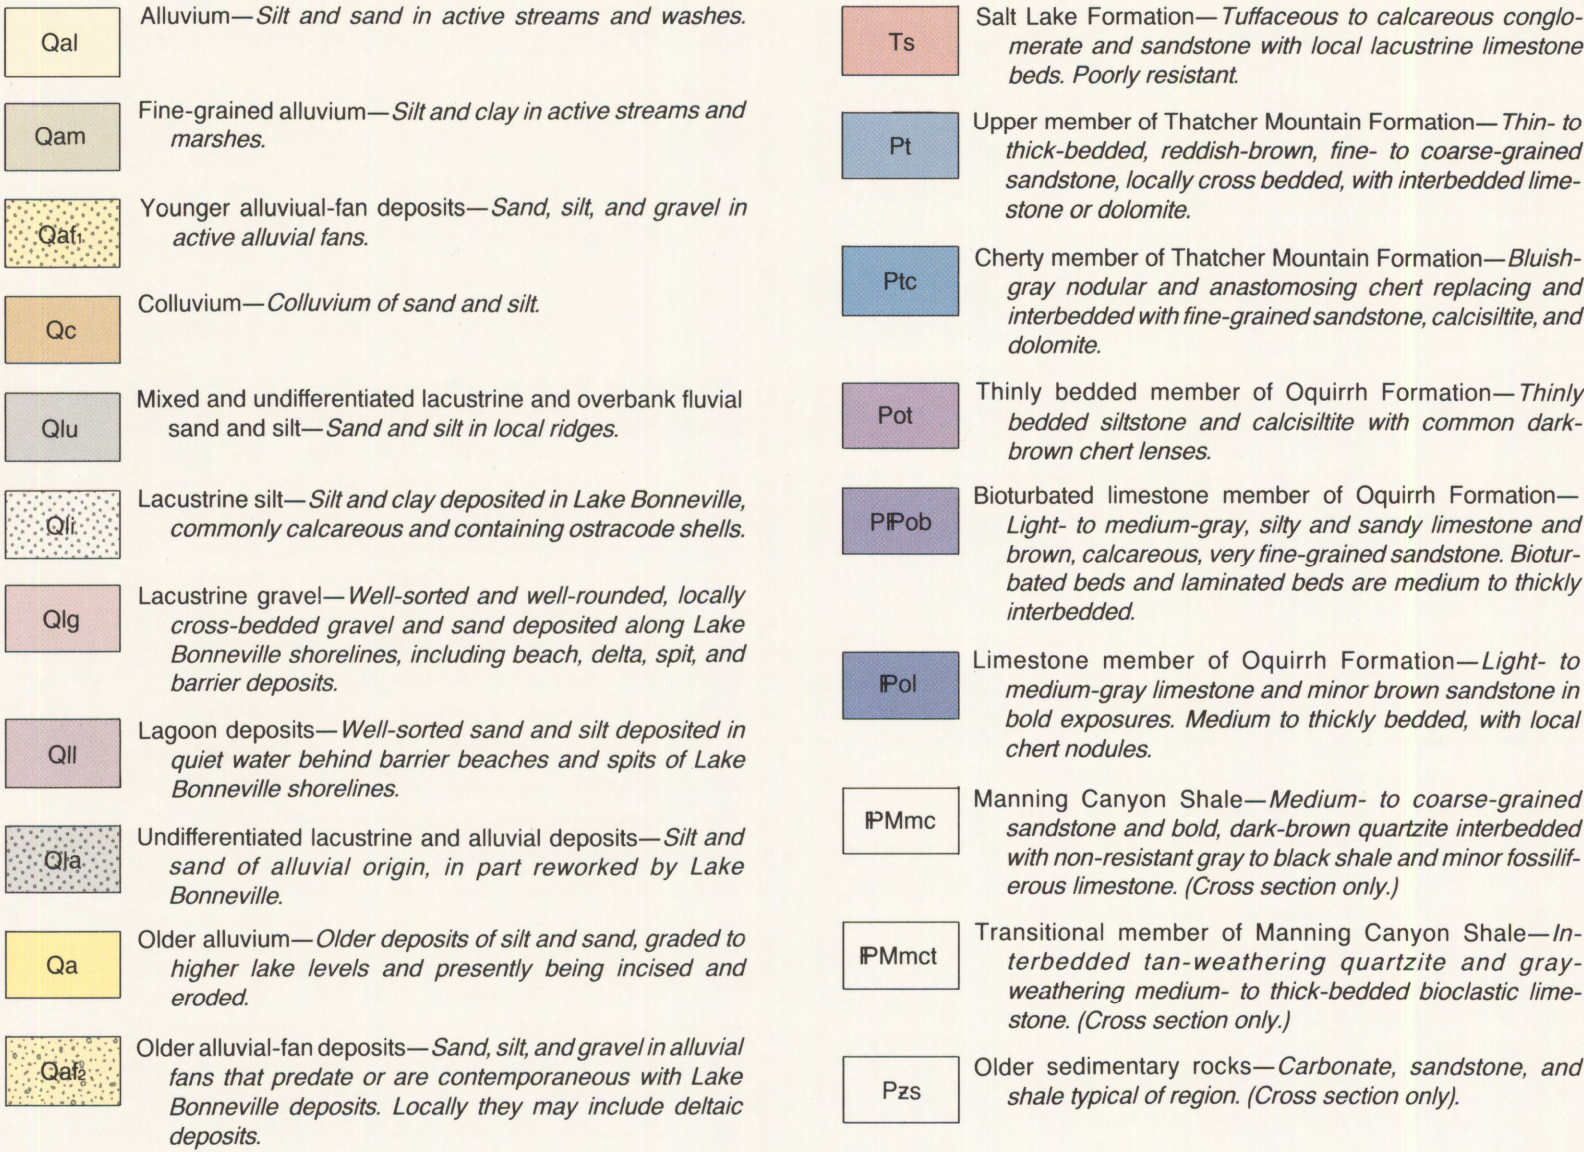 Qal
Alluvium—Silt and sand in active streams and washes.
Qam
Fine-grained alluvium—Silt and clay in active streams and
marshes.
Qaf₁
Younger alluviual-fan deposits—Sand, silt, and gravel in
active alluvial fans.
Qc
Colluvium—Colluvium of sand and silt.
Qlu
Mixed and undifferentiated lacustrine and overbank fluvial
sand and silt—Sand and silt in local ridges.
Qli
Lacustrine silt—Silt and clay deposited in Lake Bonneville,
commonly calcareous and containing ostracode shells.
Qlg
Lacustrine gravel—Well-sorted and well-rounded, locally
cross-bedded gravel and sand deposited along Lake
Bonneville shorelines, including beach, delta, spit, and
barrier deposits.
Qll
Lagoon deposits—Well-sorted sand and silt deposited in
quiet water behind barrier beaches and spits of Lake
Bonneville shorelines.
Qla
Undifferentiated lacustrine and alluvial deposits—Silt and
sand of alluvial origin, in part reworked by Lake
Bonneville.
Qa
Older alluvium—Older deposits of silt and sand, graded to
higher lake levels and presently being incised and
eroded.
Qaf₂
Older alluvial-fan deposits—Sand, silt, and gravel in alluvial
fans that predate or are contemporaneous with Lake
Bonneville deposits. Locally they may include deltaic
deposits.
Ts
Salt Lake Formation—Tuffaceous to calcareous conglo-
merate and sandstone with local lacustrine limestone
beds. Poorly resistant.
Pt
Upper member of Thatcher Mountain Formation—Thin- to
thick-bedded, reddish-brown, fine- to coarse-grained
sandstone, locally cross bedded, with interbedded lime-
stone or dolomite.
Ptc
Cherty member of Thatcher Mountain Formation—Bluish-
gray nodular and anastomosing chert replacing and
interbedded with fine-grained sandstone, calcisiltite, and
dolomite.
Pot
Thinly bedded member of Oquirrh Formation—Thinly
bedded siltstone and calcisiltite with common dark-
brown chert lenses.
PℙPob
Bioturbated limestone member of Oquirrh Formation—
Light- to medium-gray, silty and sandy limestone and
brown, calcareous, very fine-grained sandstone. Biotur-
bated beds and laminated beds are medium to thickly
interbedded.
ℙPol
Limestone member of Oquirrh Formation—Light- to
medium-gray limestone and minor brown sandstone in
bold exposures. Medium to thickly bedded, with local
chert nodules.
ℙMmc
Manning Canyon Shale—Medium- to coarse-grained
sandstone and bold, dark-brown quartzite interbedded
with non-resistant gray to black shale and minor fossilif-
erous limestone. (Cross section only.)
ℙMmct
Transitional member of Manning Canyon Shale—In-
terbedded tan-weathering quartzite and gray-
weathering medium- to thick-bedded bioclastic lime-
stone. (Cross section only.)
Pƶs
Older sedimentary rocks—Carbonate, sandstone, and
shale typical of region. (Cross section only).